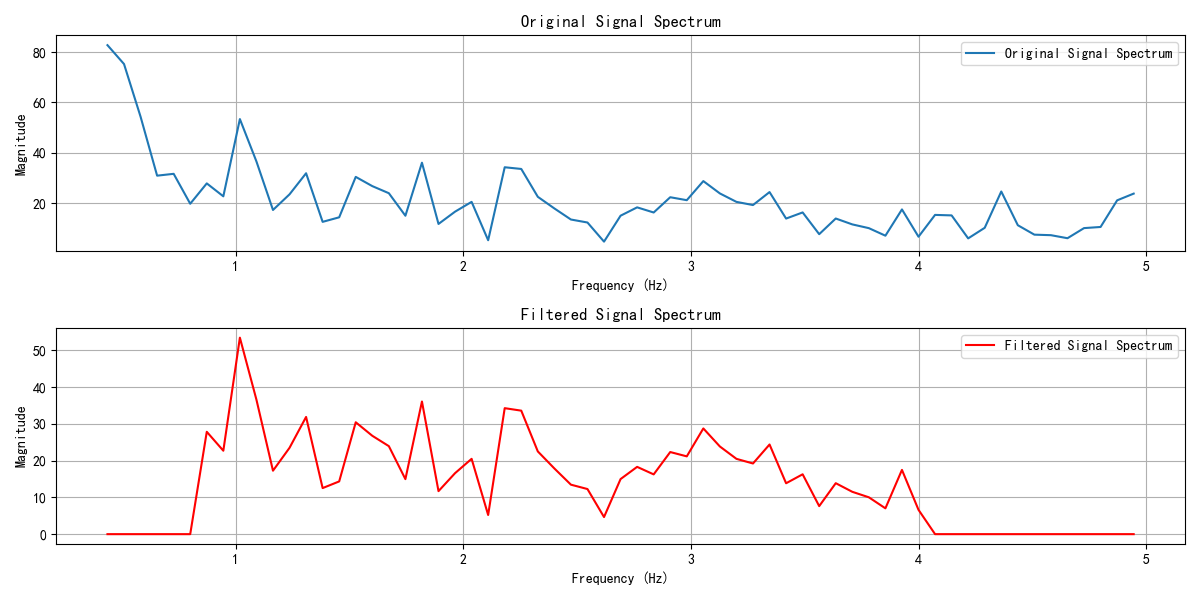 Original Signal Spectrum
Original Signal Spectrum
Magnitude
80
60
40
20
1 2 3 4 5
Frequency (Hz)
Filtered Signal Spectrum
Filtered Signal Spectrum
Magnitude
50
40
30
20
10
0
1 2 3 4 5
Frequency (Hz)